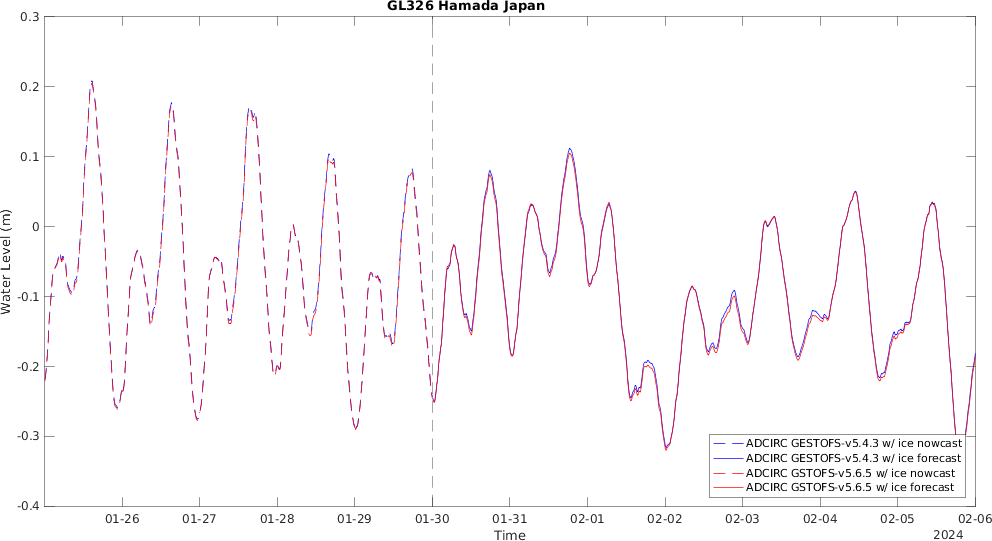 GL326 Hamada Japan
0.3
0.2
0.1
0
-0.1
-0.2
-0.3
-0.4
Water Level (m)
ADCIRC GESTOFS-v5.4.3 w/ ice nowcast
ADCIRC GESTOFS-v5.4.3 w/ ice forecast
ADCIRC GSTOFS-v5.6.5 w/ ice nowcast
ADCIRC GSTOFS-v5.6.5 w/ ice forecast
01-26 01-27 01-28 01-29 01-30 01-31 02-01 02-02 02-03 02-04 02-05 02-06
Time
2024